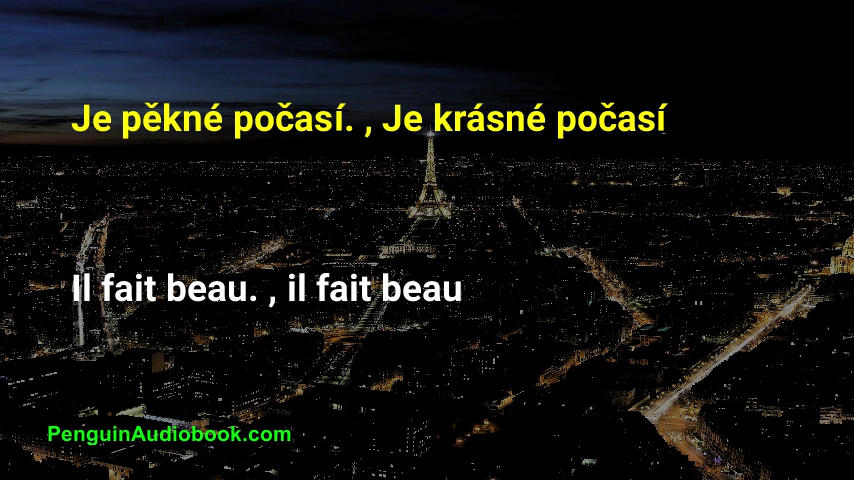 Je pěkné počasí. , Je krásné počasí
Il fait beau. , il fait beau
PenguinAudiobook.com